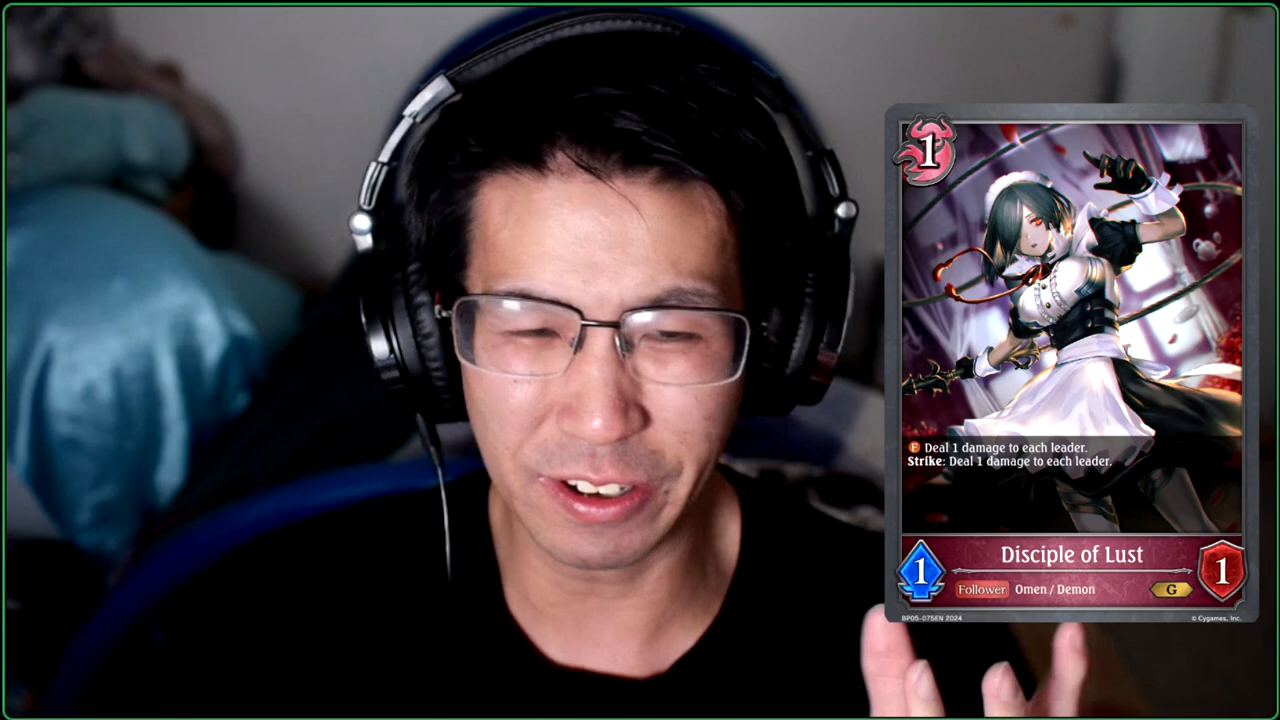 1
Deal 1 damage to each leader.
Strike: Deal 1 damage to each leader.
Disciple of Lust
1
Follower Omen / Demon G
1
BP05-075EN 2024 © Cygames, Inc.